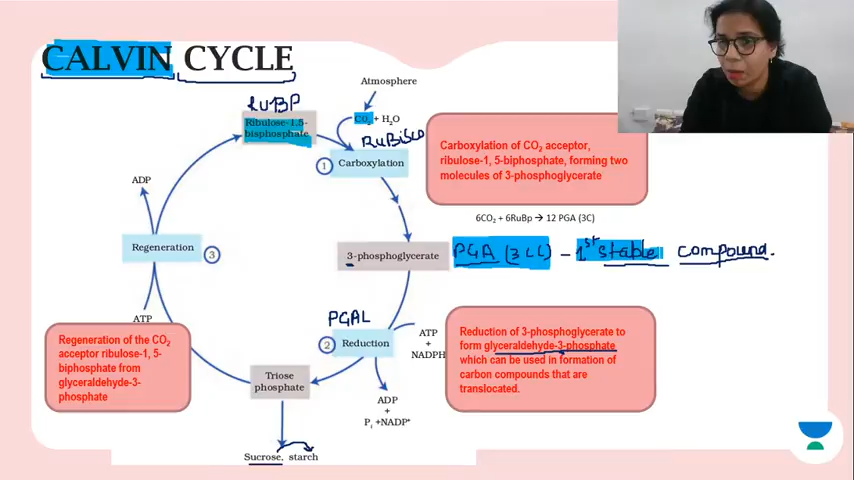 CALVIN CYCLE
Atmosphere
RUBP
CO₂ + H₂O
Ribulose-1,5-
bisphosphate
RuBisCO
① Carboxylation
Carboxylation of CO₂ acceptor,
ribulose-1, 5-biphosphate, forming two
molecules of 3-phosphoglycerate
ADP
6CO₂ + 6RuBp → 12 PGA (3C)
Regeneration ③
3-phosphoglycerate
PGA (3CC) - 1st stable compound.
ATP
PGAL
② Reduction
ATP
+
NADPH
Reduction of 3-phosphoglycerate to
form glyceraldehyde-3-phosphate
which can be used in formation of
carbon compounds that are
translocated.
Regeneration of the CO₂
acceptor ribulose-1, 5-
biphosphate from
glyceraldehyde-3-
phosphate
Triose
phosphate
ADP
+
Pᵢ +NADP⁺
Sucrose, starch